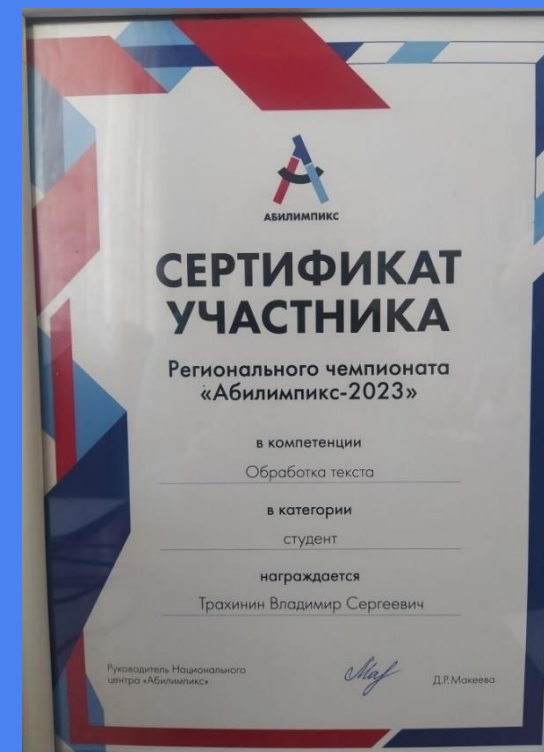 АБИЛИМПИКС
СЕРТИФИКАТ
УЧАСТНИКА
Регионального чемпионата
«Абилимпикс-2023»
в компетенции
Обработка текста
в категории
студент
награждается
Трахинин Владимир Сергеевич
Руководитель Национального
центра «Абилимпикс»
Д.Р. Макеева